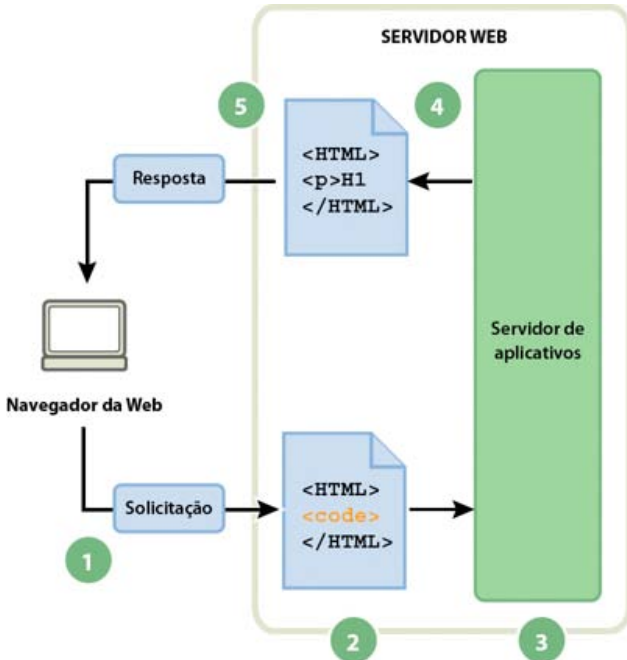 SERVIDOR WEB
5
4
<HTML>
<p>H1
</HTML>
Resposta
Servidor de
aplicativos
Navegador da Web
<HTML>
<code>
</HTML>
Solicitação
1
2
3